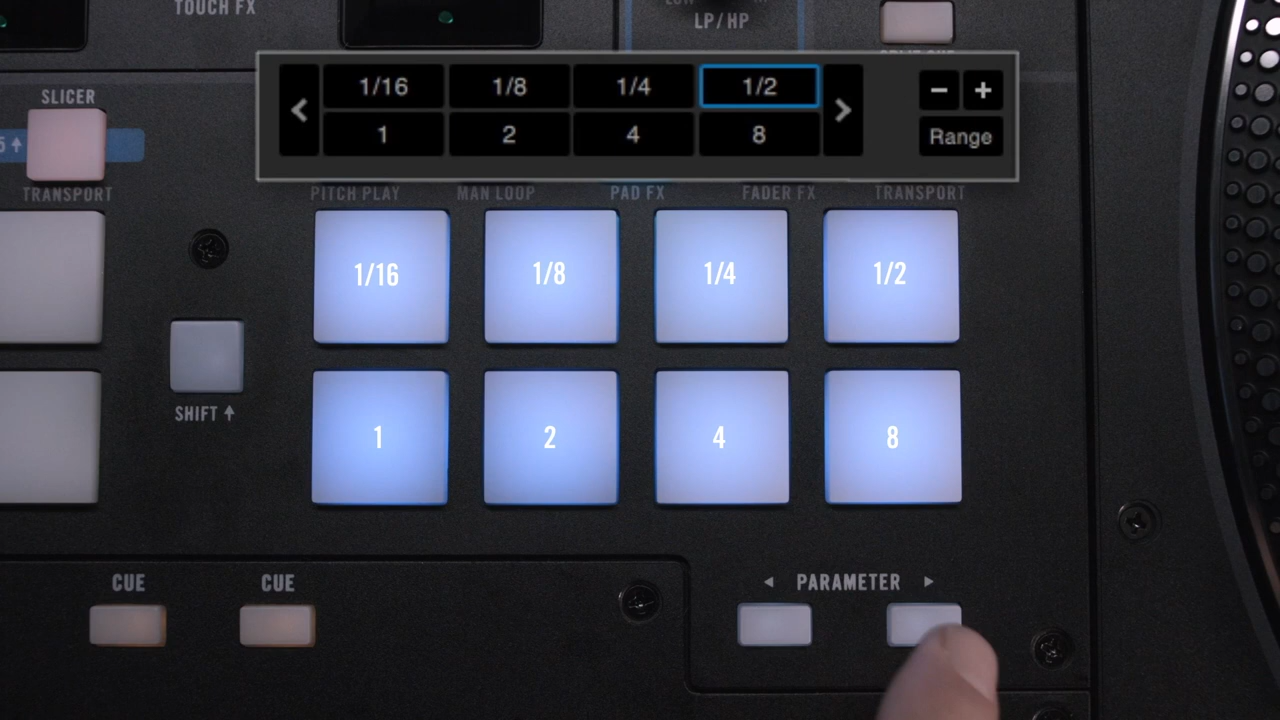 TOUCH FX
LP/HP
SLICER
1/16 1/8 1/4 1/2
1 2 4 8
− +
Range
TRANSPORT
PITCH PLAY MAN LOOP PAD FX FADER FX TRANSPORT
1/16 1/8 1/4 1/2
1 2 4 8
SHIFT
CUE CUE
PARAMETER